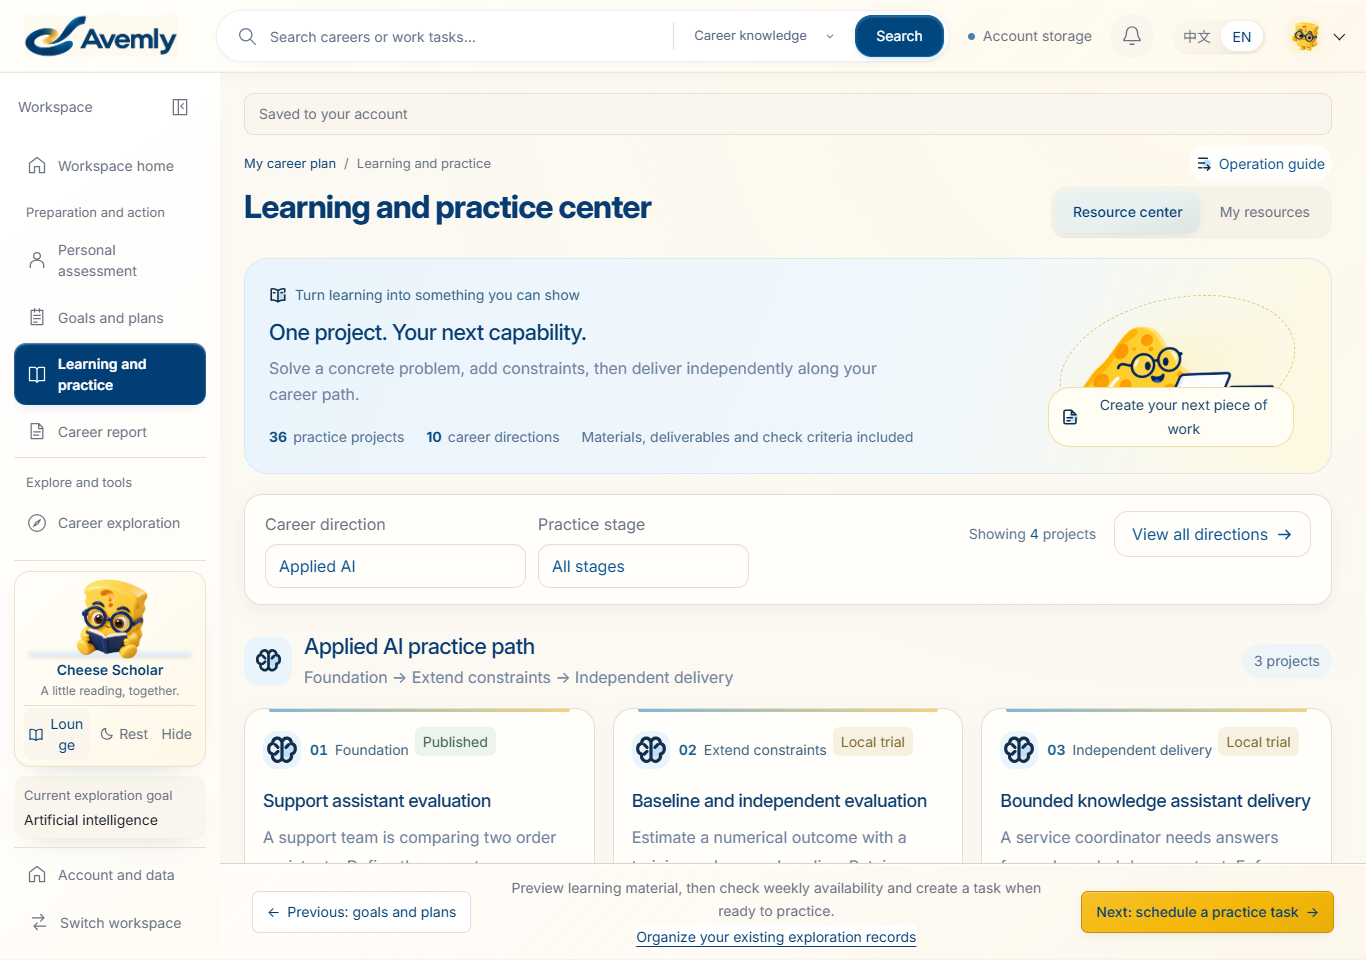 Avemly
Search careers or work tasks...
Career knowledge
Search
Account storage
中文
EN
Workspace
Workspace home
Preparation and action
Personal
assessment
Goals and plans
Learning and
practice
Career report
Explore and tools
Career exploration
Cheese Scholar
A little reading, together.
Loun
ge
Rest
Hide
Current exploration goal
Artificial intelligence
Account and data
Switch workspace
Saved to your account
My career plan / Learning and practice
Operation guide
Learning and practice center
Resource center
My resources
Turn learning into something you can show
One project. Your next capability.
Solve a concrete problem, add constraints, then deliver independently along your
career path.
36 practice projects 10 career directions Materials, deliverables and check criteria included
Create your next piece of
work
Career direction
Applied AI
Practice stage
All stages
Showing 4 projects
View all directions →
Applied AI practice path
Foundation → Extend constraints → Independent delivery
3 projects
01 Foundation
Published
Support assistant evaluation
A support team is comparing two order
02 Extend constraints
Local trial
Baseline and independent evaluation
Estimate a numerical outcome with a
03 Independent delivery
Local trial
Bounded knowledge assistant delivery
A service coordinator needs answers
← Previous: goals and plans
Preview learning material, then check weekly availability and create a task when
ready to practice.
Organize your existing exploration records
Next: schedule a practice task →